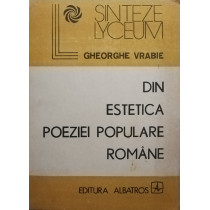 SINTEZE
LYCEUM
GHEORGHE VRABIE
DIN
ESTETICA
POEZIEI POPULARE
ROMÂNE
EDITURA ALBATROS